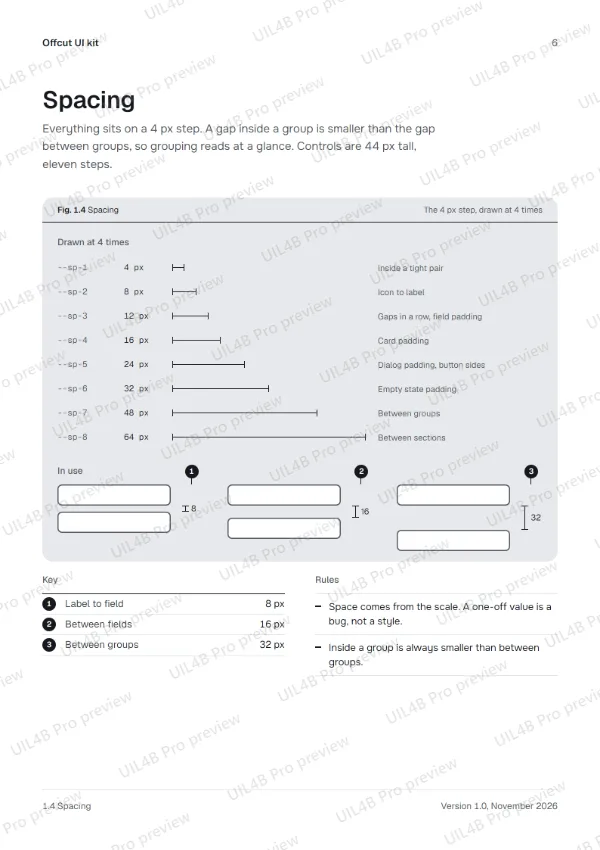 Offcut UI kit
6
Spacing
Everything sits on a 4 px step. A gap inside a group is smaller than the gap
between groups, so grouping reads at a glance. Controls are 44 px tall,
eleven steps.
Fig. 1.4 Spacing
The 4 px step, drawn at 4 times
Drawn at 4 times
--sp-1 4 px Inside a tight pair
--sp-2 8 px Icon to label
--sp-3 12 px Gaps in a row, field padding
--sp-4 16 px Card padding
--sp-5 24 px Dialog padding, button sides
--sp-6 32 px Empty state padding
--sp-7 48 px Between groups
--sp-8 64 px Between sections
In use
1
2
3
8
16
32
Key
1 Label to field 8 px
2 Between fields 16 px
3 Between groups 32 px
Rules
– Space comes from the scale. A one-off value is a
bug, not a style.
– Inside a group is always smaller than between
groups.
1.4 Spacing
Version 1.0, November 2026
UIL4B Pro preview